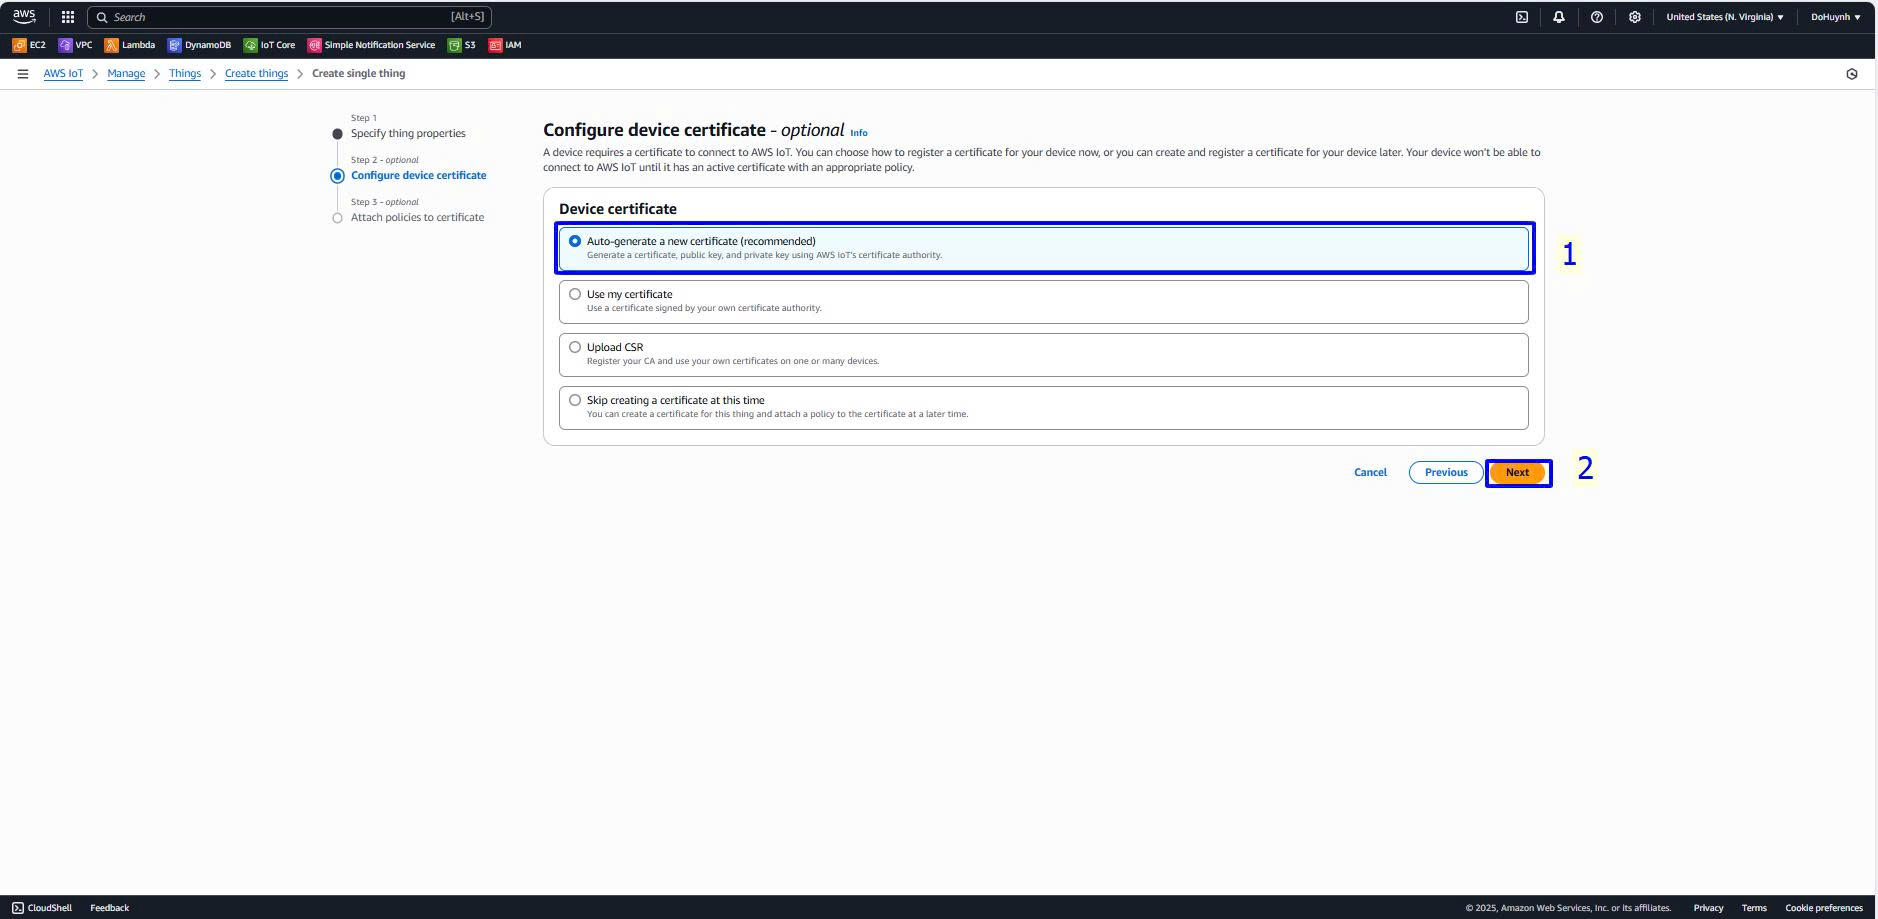 aws
Search [Alt+S]
United States (N. Virginia)
DoHuynh
EC2 VPC Lambda DynamoDB IoT Core Simple Notification Service S3 IAM
AWS IoT > Manage > Things > Create things > Create single thing
Step 1
Specify thing properties
Step 2 - optional
Configure device certificate
Step 3 - optional
Attach policies to certificate
Configure device certificate - optional Info
A device requires a certificate to connect to AWS IoT. You can choose how to register a certificate for your device now, or you can create and register a certificate for your device later. Your device won't be able to
connect to AWS IoT until it has an active certificate with an appropriate policy.
Device certificate
Auto-generate a new certificate (recommended)
Generate a certificate, public key, and private key using AWS IoT's certificate authority.
1
Use my certificate
Use a certificate signed by your own certificate authority.
Upload CSR
Register your CA and use your own certificates on one or many devices.
Skip creating a certificate at this time
You can create a certificate for this thing and attach a policy to the certificate at a later time.
Cancel Previous Next 2
CloudShell Feedback
© 2025, Amazon Web Services, Inc. or its affiliates. Privacy Terms Cookie preferences